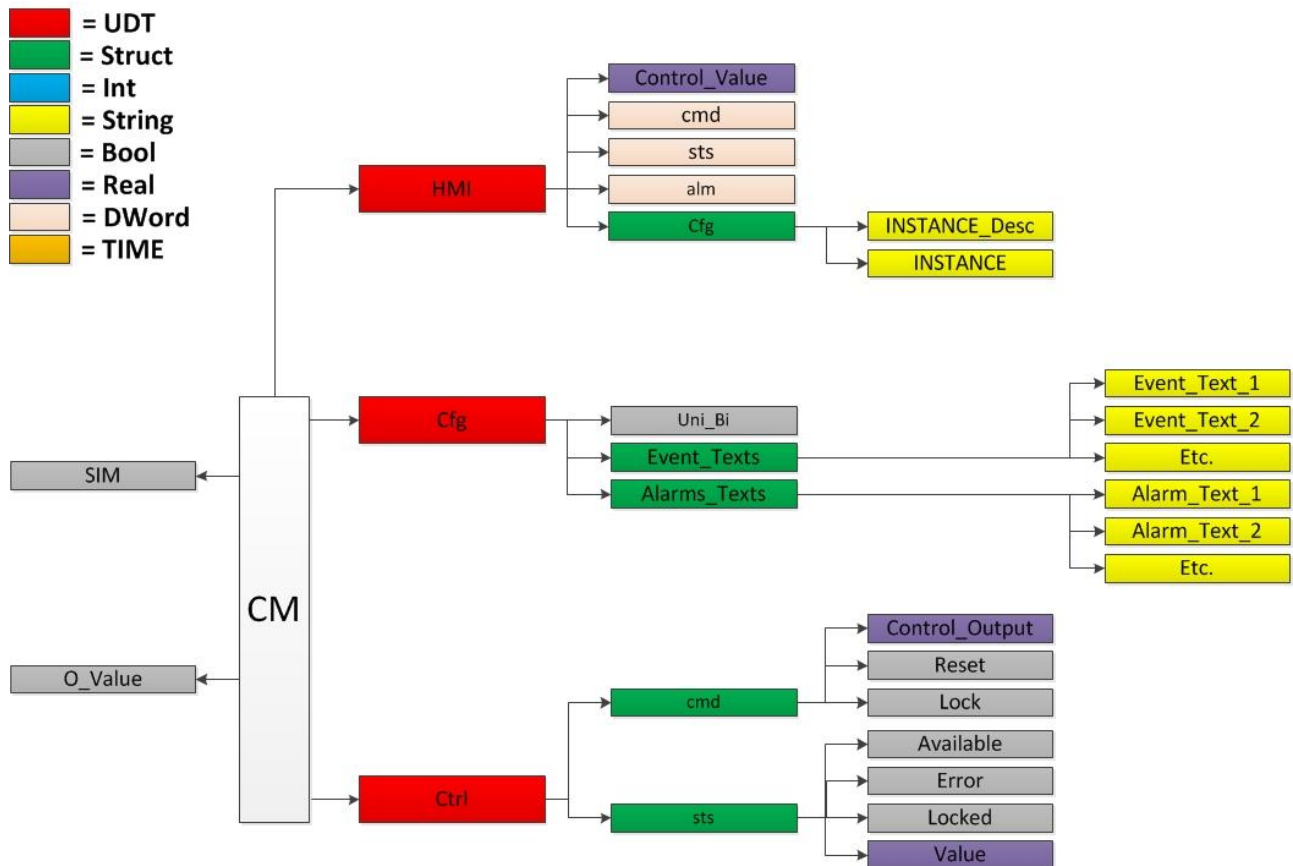 = UDT
= Struct
= Int
= String
= Bool
= Real
= DWord
= TIME
HMI
Control_Value
cmd
sts
alm
Cfg
INSTANCE_Desc
INSTANCE
CM
SIM
O_Value
Cfg
Uni_Bi
Event_Texts
Alarms_Texts
Event_Text_1
Event_Text_2
Etc.
Alarm_Text_1
Alarm_Text_2
Etc.
Ctrl
cmd
Control_Output
Reset
Lock
sts
Available
Error
Locked
Value